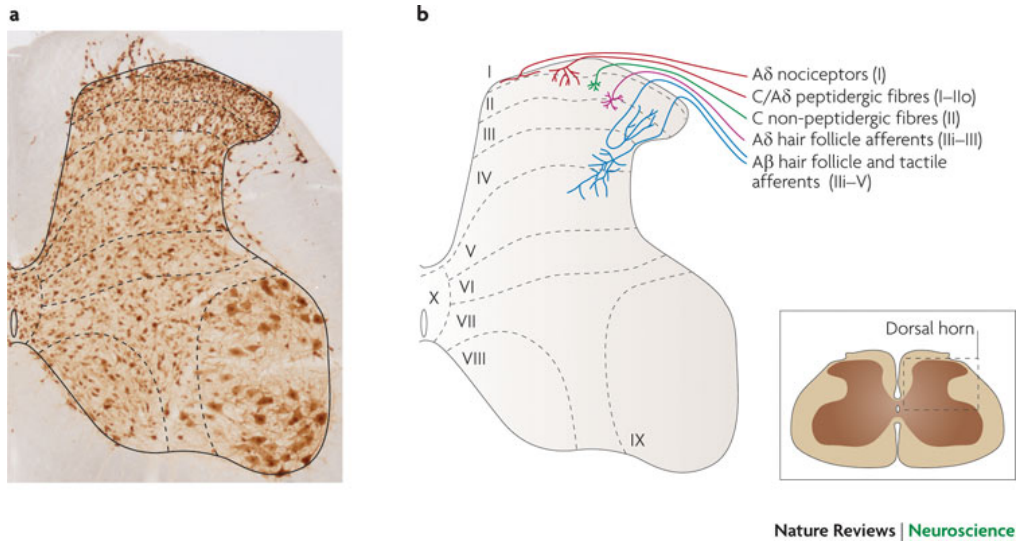 a
b
I
II
III
IV
V
VI
X
VII
VIII
IX
Aδ nociceptors (I)
C/Aδ peptidergic fibres (I–IIo)
C non-peptidergic fibres (II)
Aδ hair follicle afferents (IIi–III)
Aβ hair follicle and tactile
afferents (IIi–V)
Dorsal horn
Nature Reviews | Neuroscience